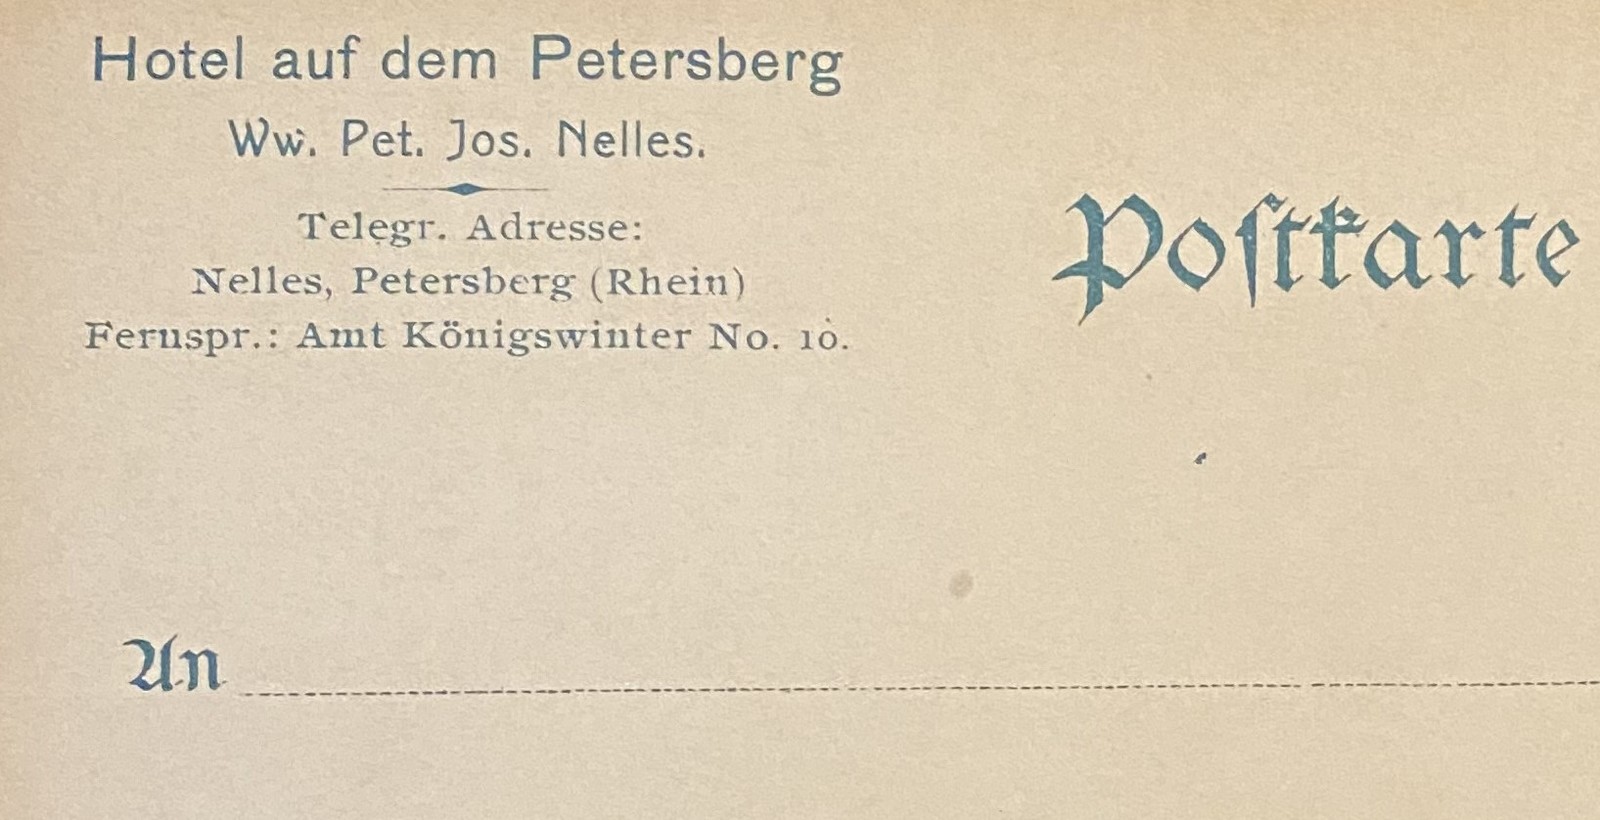 Hotel auf dem Petersberg
Ww. Pet. Jos. Nelles.
Telegr. Adresse:
Nelles, Petersberg (Rhein)
Fernspr.: Amt Königswinter No. 10.
Poſtkarte
An